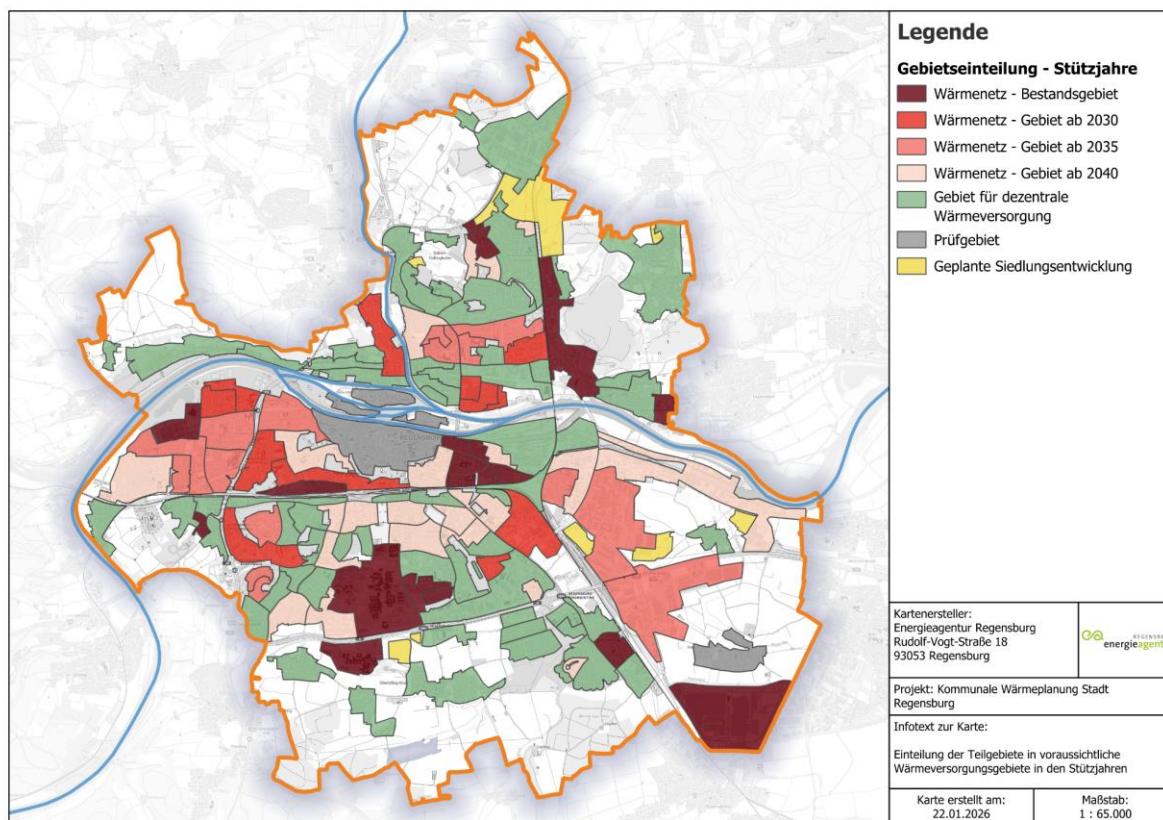 Legende
Gebietseinteilung - Stützjahre
Wärmenetz - Bestandsgebiet
Wärmenetz - Gebiet ab 2030
Wärmenetz - Gebiet ab 2035
Wärmenetz - Gebiet ab 2040
Gebiet für dezentrale
Wärmeversorgung
Prüfgebiet
Geplante Siedlungsentwicklung
REGENSBURG
Kartenersteller:
Energieagentur Regensburg
Rudolf-Vogt-Straße 18
93053 Regensburg
REGENSBU
energieagent
Projekt: Kommunale Wärmeplanung Stadt
Regensburg
Infotext zur Karte:
Einteilung der Teilgebiete in voraussichtliche
Wärmeversorgungsgebiete in den Stützjahren
Karte erstellt am:
22.01.2026
Maßstab:
1 : 65.000